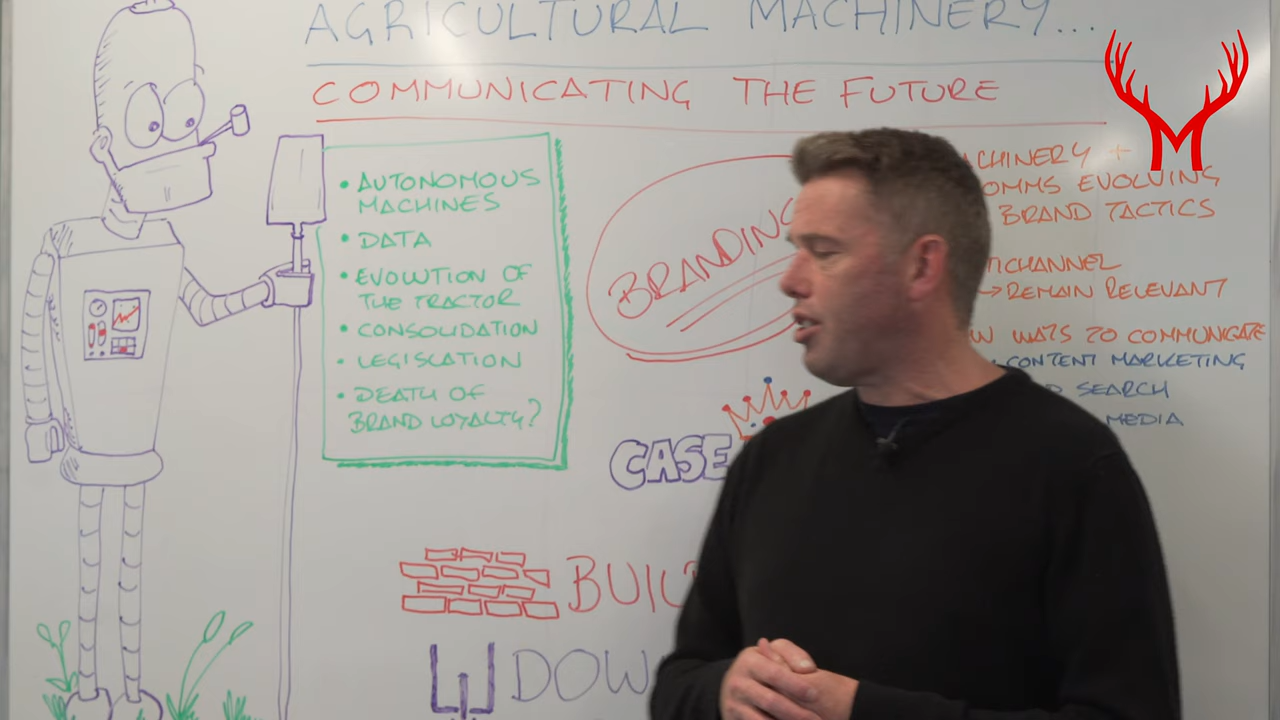 AGRICULTURAL MACHINERY...
COMMUNICATING THE FUTURE
• AUTONOMOUS
MACHINES
• DATA
• EVOLUTION OF
THE TRACTOR
• CONSOLIDATION
• LEGISLATION
• DEATH OF
BRAND LOYALTY?
BRANDING
CASE
BUIL
DOW
ACHINERY +
OMMS EVOLVING
BRAND TACTICS
TICHANNEL
→ REMAIN RELEVANT
W WAYS TO COMMUNICATE
CONTENT MARKETING
D SEARCH
MEDIA
M